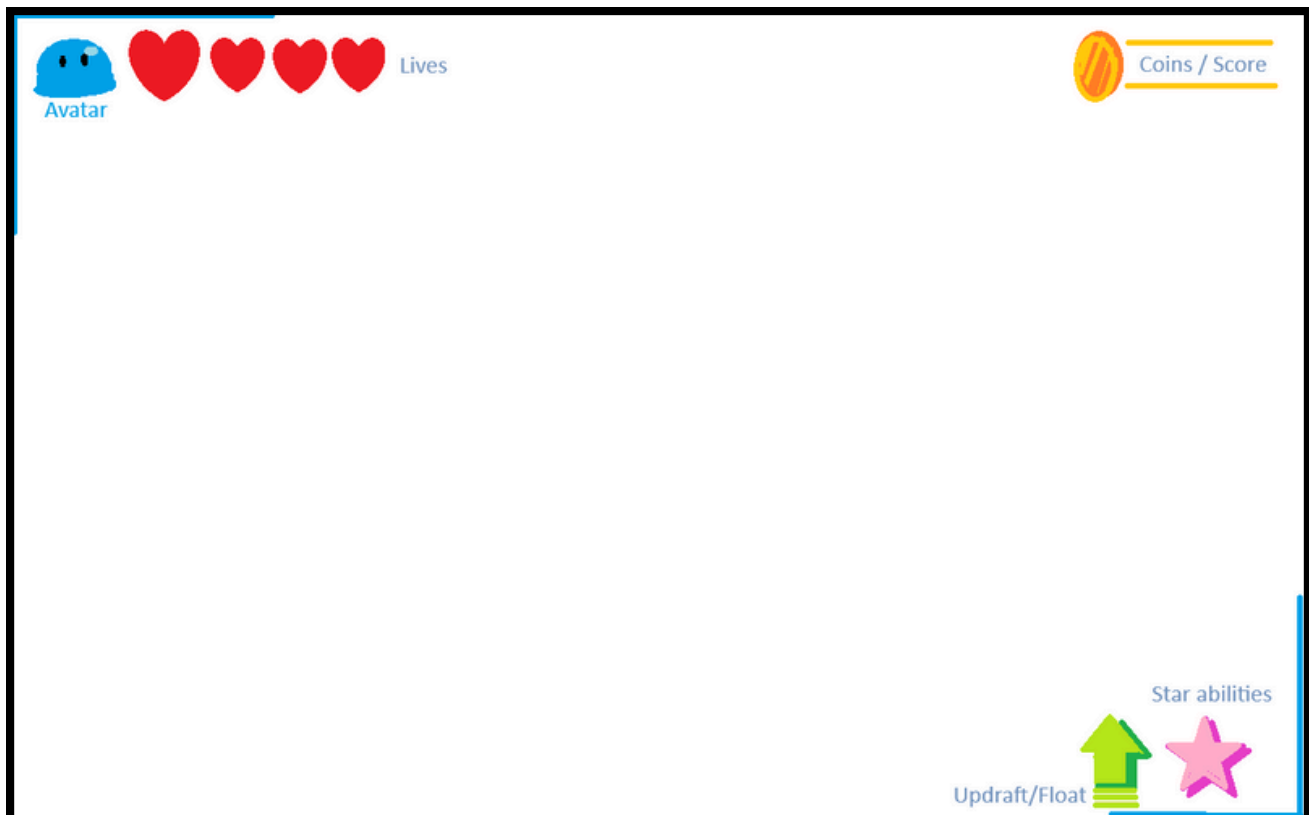 Lives
Coins / Score
Avatar
Star abilities
Updraft/Float